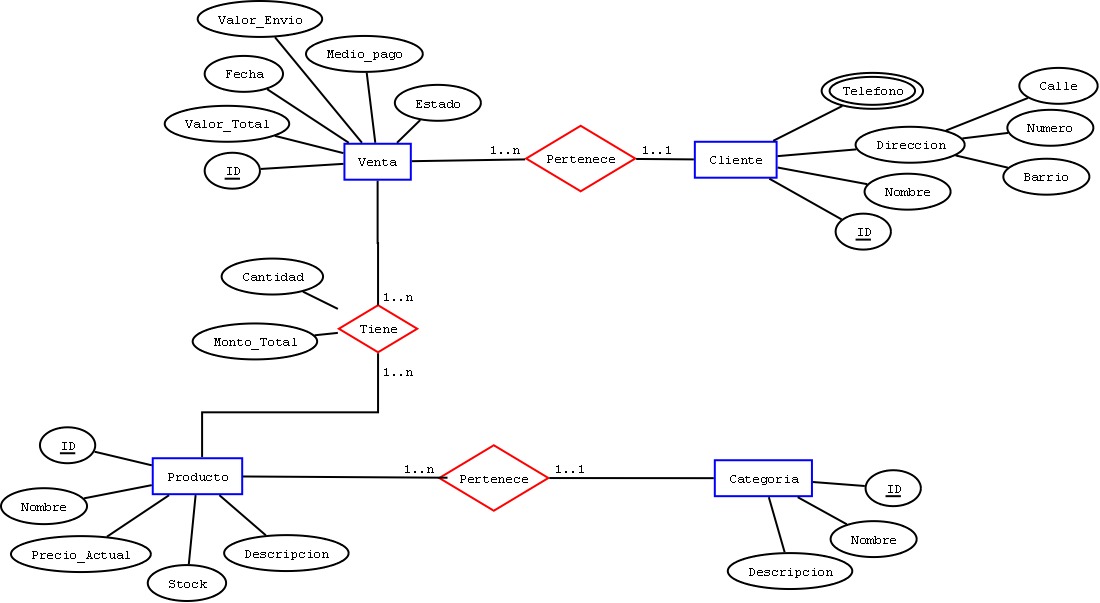 Valor_Envio
Medio_pago
Fecha
Estado
Valor_Total
ID
Venta
1..n
Pertenece
1..1
Cliente
Telefono
Direccion
Calle
Numero
Barrio
Nombre
ID
Cantidad
Monto_Total
1..n
Tiene
1..n
ID
Producto
Nombre
Precio_Actual
Stock
Descripcion
1..n
Pertenece
1..1
Categoria
ID
Nombre
Descripcion